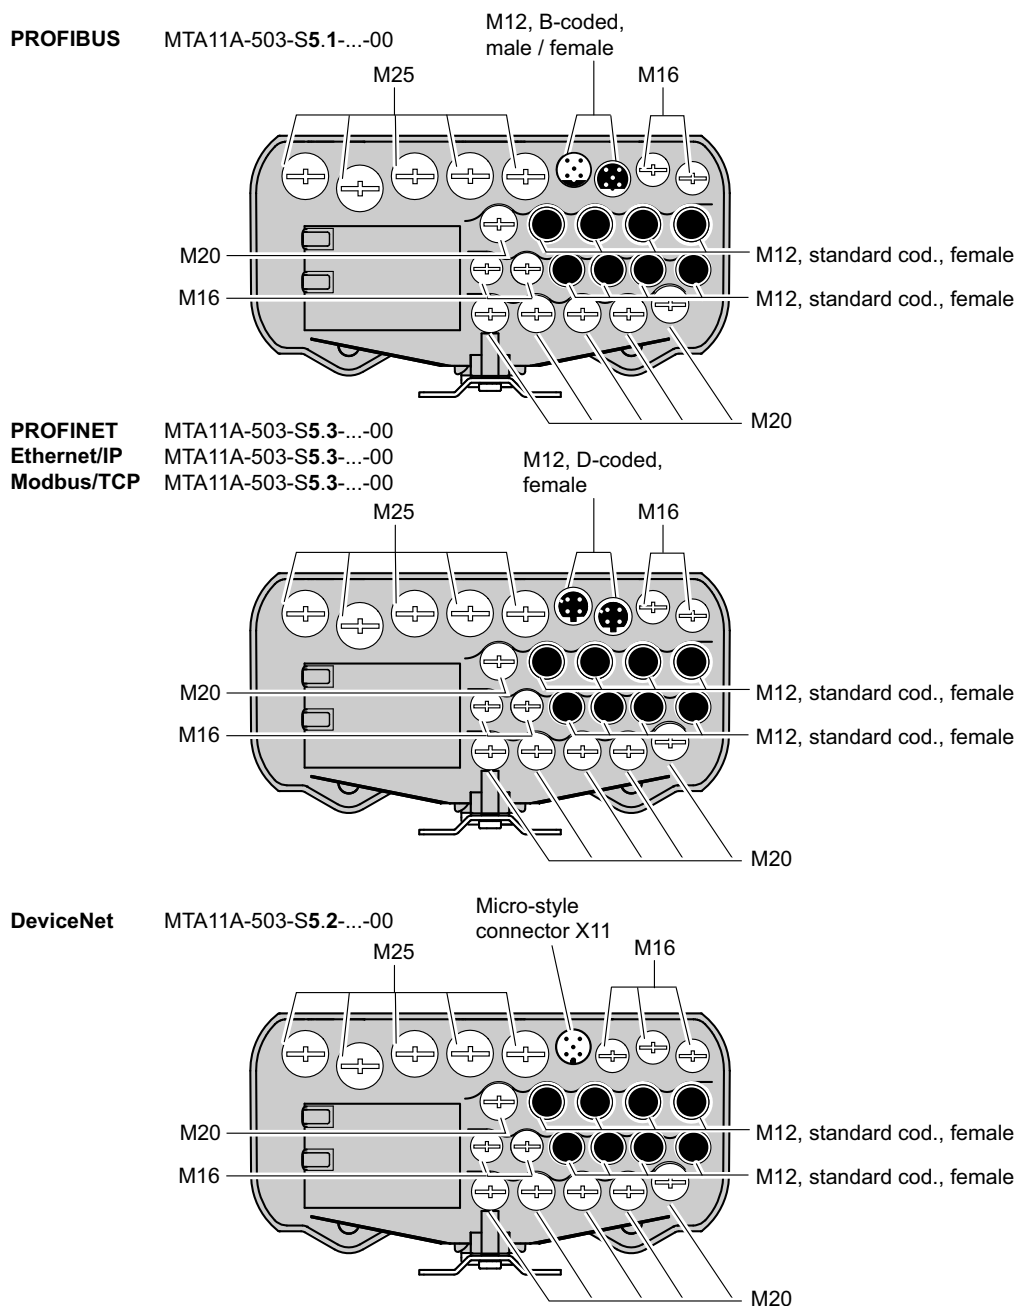 PROFIBUS MTA11A-503-S5.1-...-00
M12, B-coded,
male / female
M25
M16
M20
M12, standard cod., female
M16
M12, standard cod., female
M20
PROFINET MTA11A-503-S5.3-...-00
Ethernet/IP MTA11A-503-S5.3-...-00
Modbus/TCP MTA11A-503-S5.3-...-00
M12, D-coded,
female
M25
M16
M20
M12, standard cod., female
M16
M12, standard cod., female
M20
DeviceNet MTA11A-503-S5.2-...-00
Micro-style
connector X11
M25
M16
M20
M12, standard cod., female
M16
M12, standard cod., female
M20